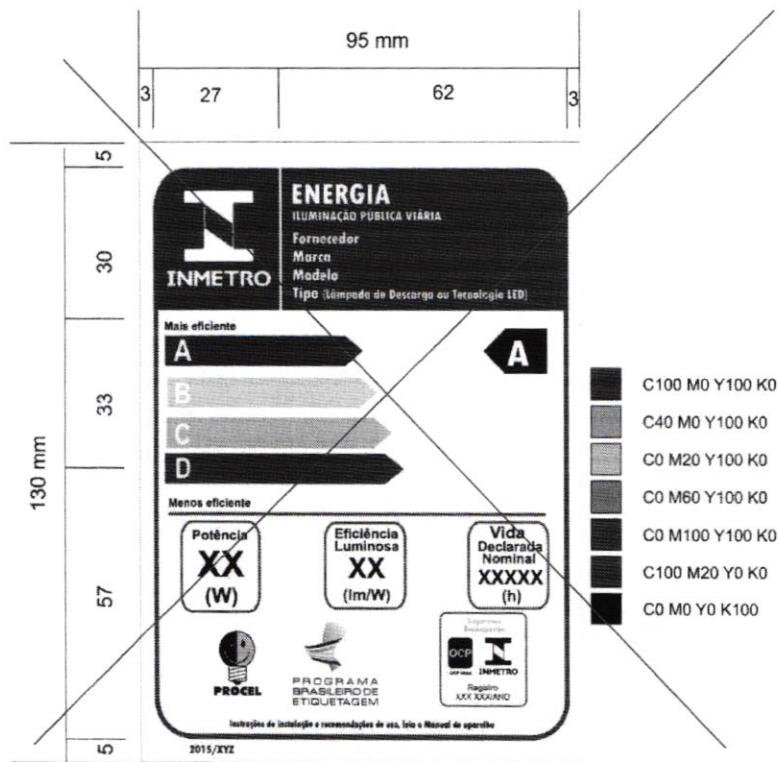 95 mm
3 27 62 3
130 mm
5
30
33
57
5
INMETRO
ENERGIA
ILUMINAÇÃO PÚBLICA VIÁRIA
Fornecedor
Marca
Modelo
Tipo (Lâmpada de Descarga ou Tecnologia LED)
Mais eficiente
A
A
B
C
D
Menos eficiente
Potência
XX
(W)
Eficiência
Luminosa
XX
(lm/W)
Vida
Declarada
Nominal
XXXXX
(h)
PROCEL
PROGRAMA
BRASILEIRO DE
ETIQUETAGEM
Segurança
OCP
INMETRO
Registro
XXX XXX/ANO
Instruções de instalação e recomendações de uso, leia o Manual do aparelho
2015/XYZ
C100 M0 Y100 K0
C40 M0 Y100 K0
C0 M20 Y100 K0
C0 M60 Y100 K0
C0 M100 Y100 K0
C100 M20 Y0 K0
C0 M0 Y0 K100